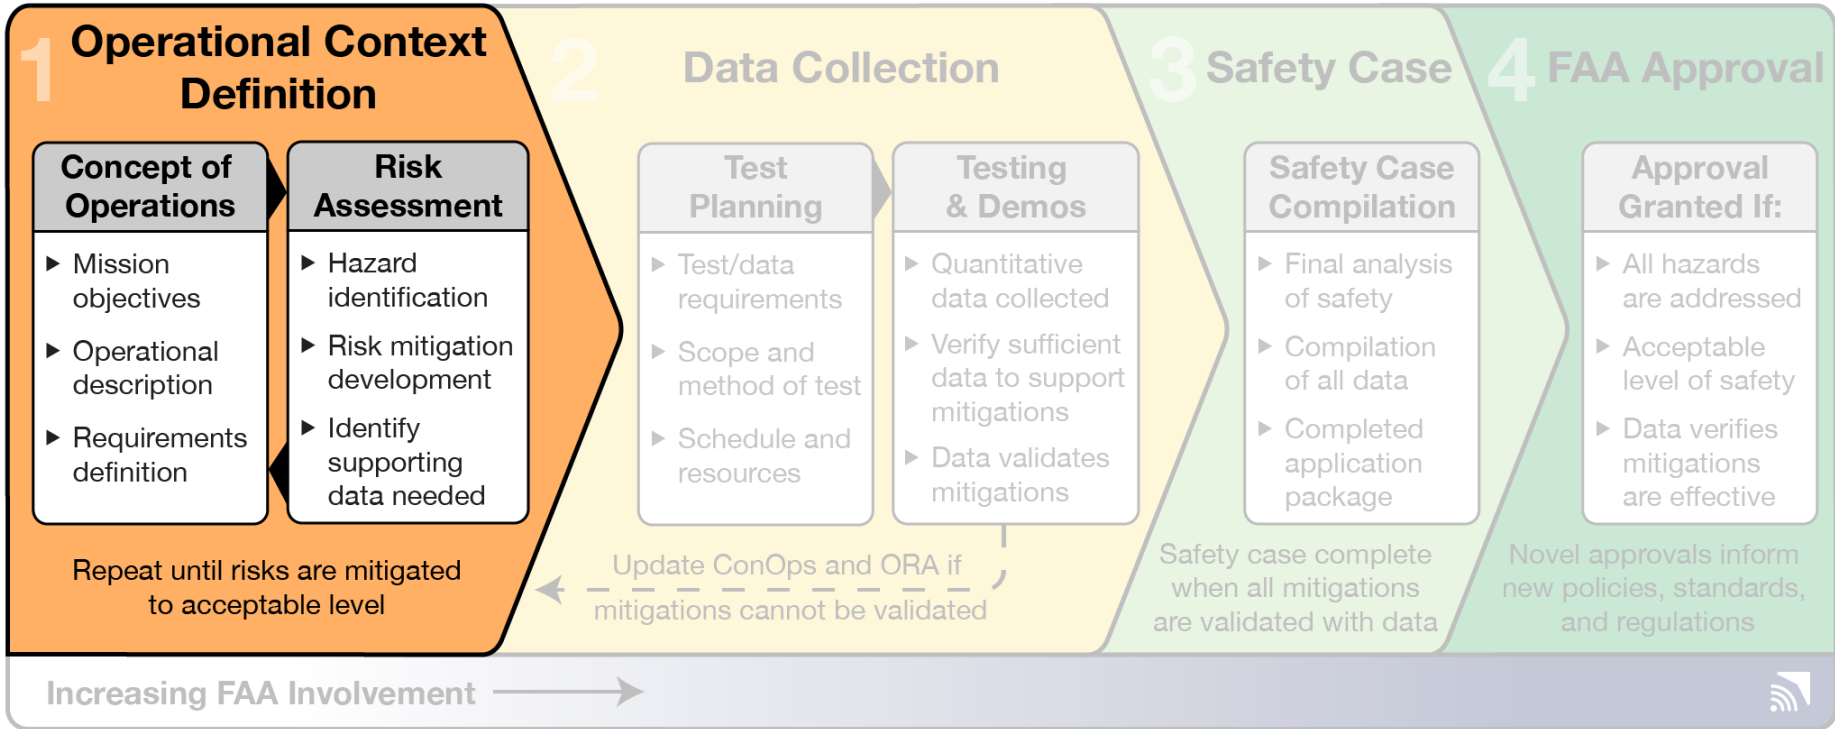 1
Operational Context
Definition
Concept of
Operations
Mission
objectives
Operational
description
Requirements
definition
Risk
Assessment
Hazard
identification
Risk mitigation
development
Identify
supporting
data needed
Repeat until risks are mitigated
to acceptable level
2
Data Collection
Test
Planning
Test/data
requirements
Scope and
method of test
Schedule and
resources
Testing
& Demos
Quantitative
data collected
Verify sufficient
data to support
mitigations
Data validates
mitigations
Update ConOps and ORA if
mitigations cannot be validated
3
Safety Case
Safety Case
Compilation
Final analysis
of safety
Compilation
of all data
Completed
application
package
Safety case complete
when all mitigations
are validated with data
4
FAA Approval
Approval
Granted If:
All hazards
are addressed
Acceptable
level of safety
Data verifies
mitigations
are effective
Novel approvals inform
new policies, standards,
and regulations
Increasing FAA Involvement